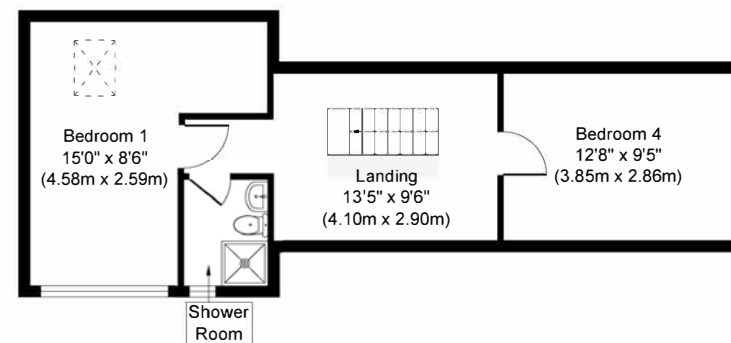 Bedroom 1
15'0" x 8'6"
(4.58m x 2.59m)
Landing
13'5" x 9'6"
(4.10m x 2.90m)
Bedroom 4
12'8" x 9'5"
(3.85m x 2.86m)
Shower
Room